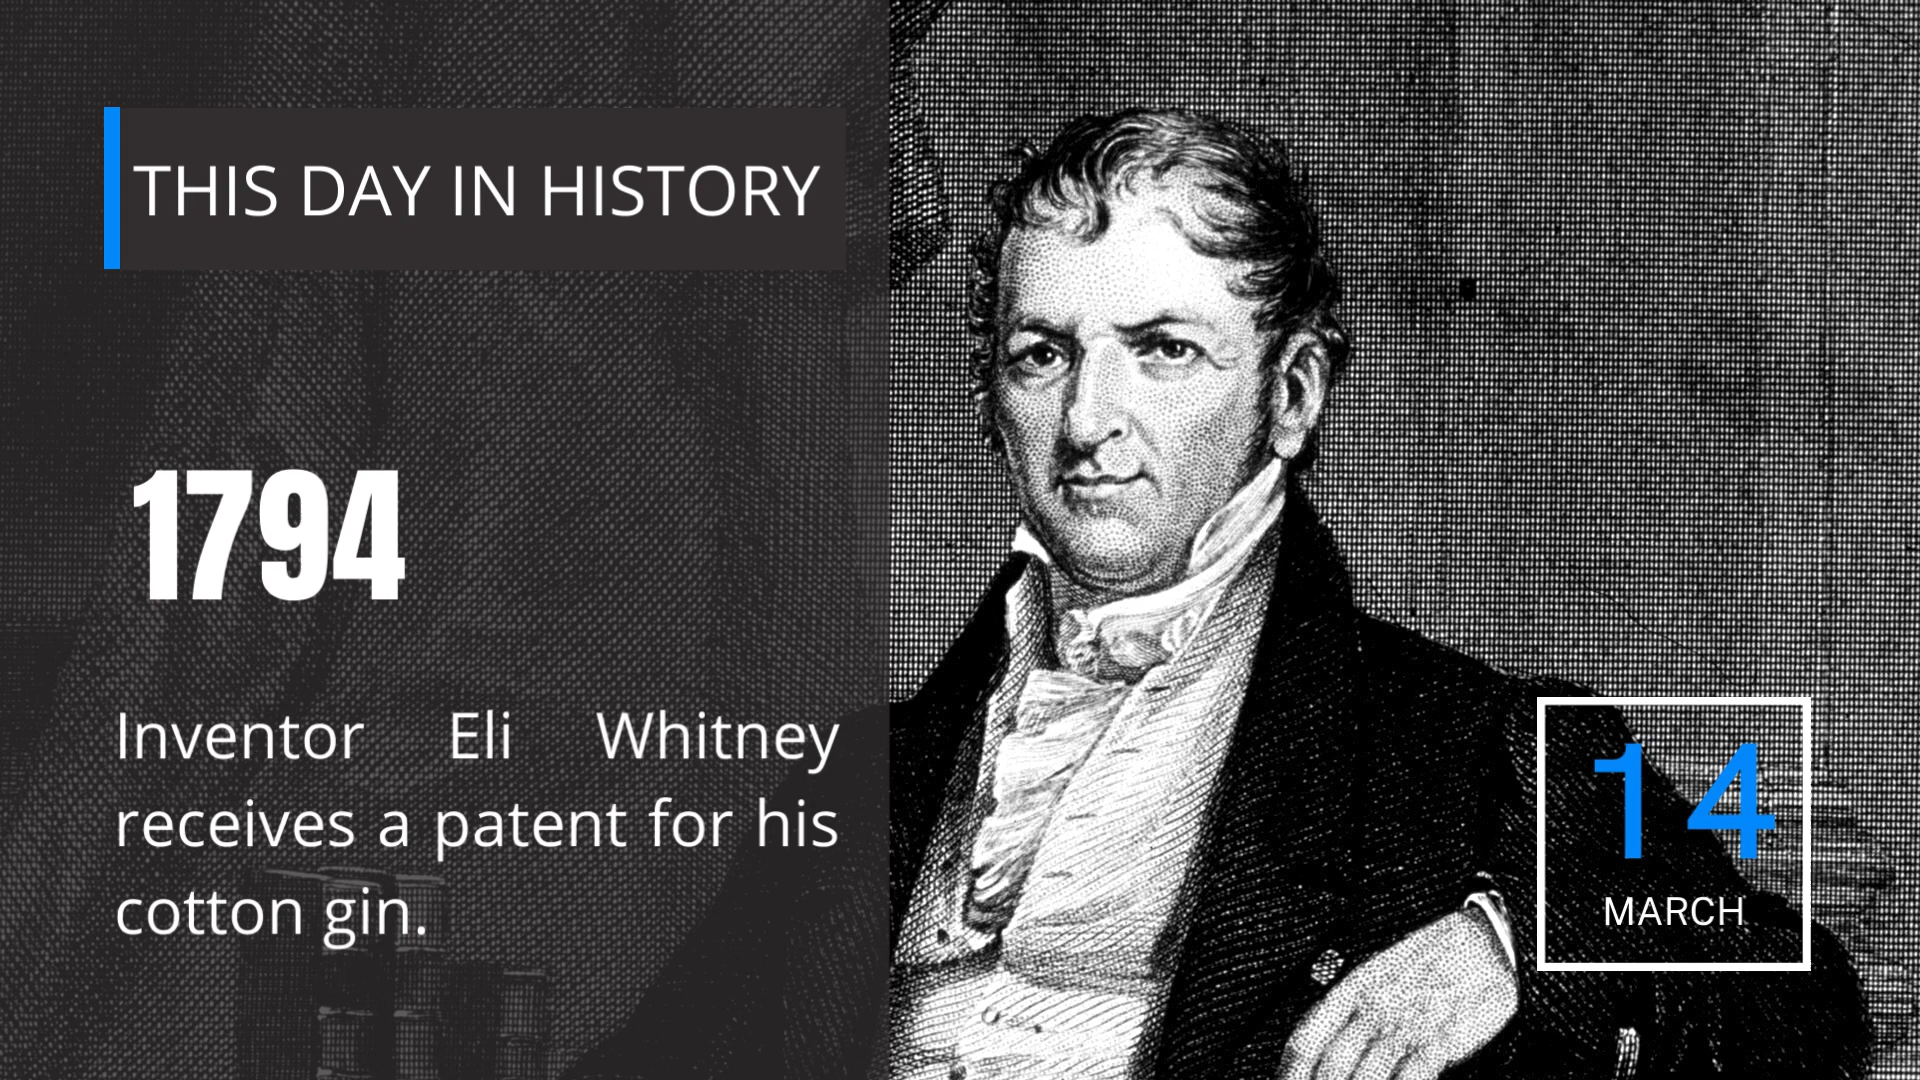 THIS DAY IN HISTORY
1794
Inventor Eli Whitney
receives a patent for his
cotton gin.
14
MARCH